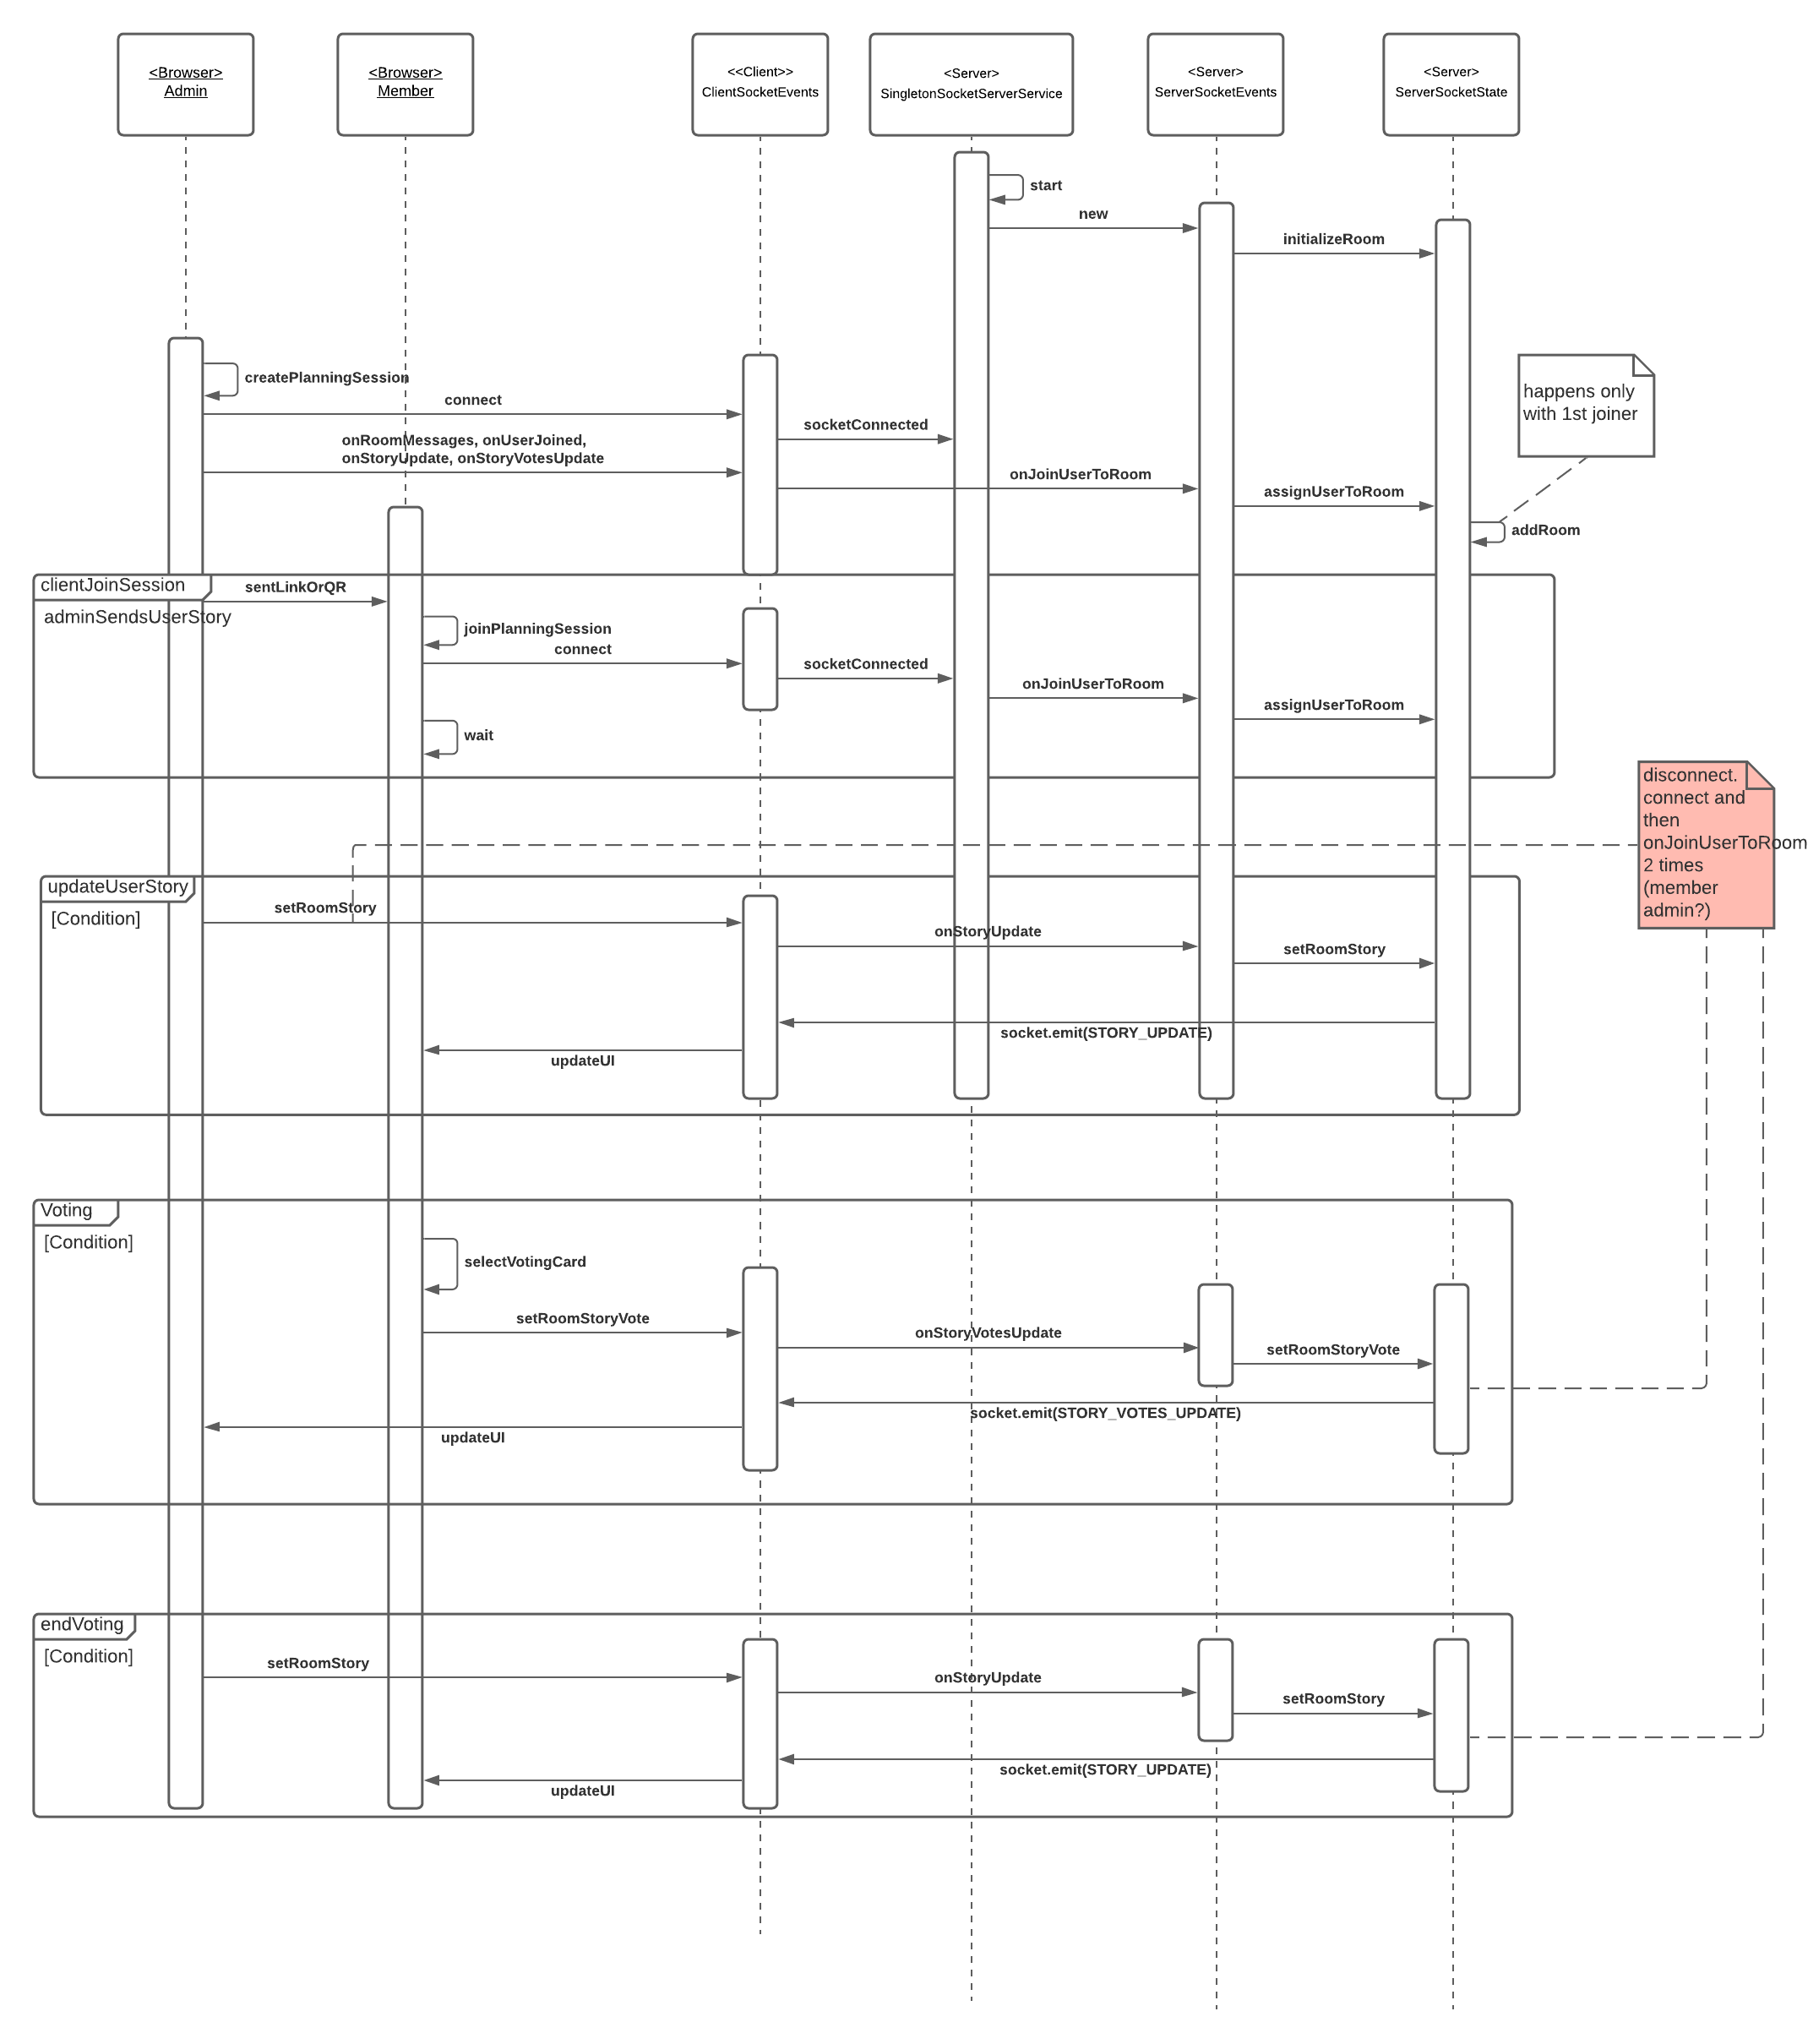 <Browser>
Admin
<Browser>
Member
<<Client>>
ClientSocketEvents
<Server>
SingletonSocketServerService
<Server>
ServerSocketEvents
<Server>
ServerSocketState
start
new
initializeRoom
createPlanningSession
connect
happens only
with 1st joiner
socketConnected
onRoomMessages, onUserJoined,
onStoryUpdate, onStoryVotesUpdate
onJoinUserToRoom
assignUserToRoom
addRoom
clientJoinSession
sentLinkOrQR
adminSendsUserStory
joinPlanningSession
connect
socketConnected
onJoinUserToRoom
assignUserToRoom
wait
disconnect.
connect and
then
onJoinUserToRoom
2 times
(member
admin?)
updateUserStory
[Condition]
setRoomStory
onStoryUpdate
setRoomStory
socket.emit(STORY_UPDATE)
updateUI
Voting
[Condition]
selectVotingCard
setRoomStoryVote
onStoryVotesUpdate
setRoomStoryVote
socket.emit(STORY_VOTES_UPDATE)
updateUI
endVoting
[Condition]
setRoomStory
onStoryUpdate
setRoomStory
socket.emit(STORY_UPDATE)
updateUI